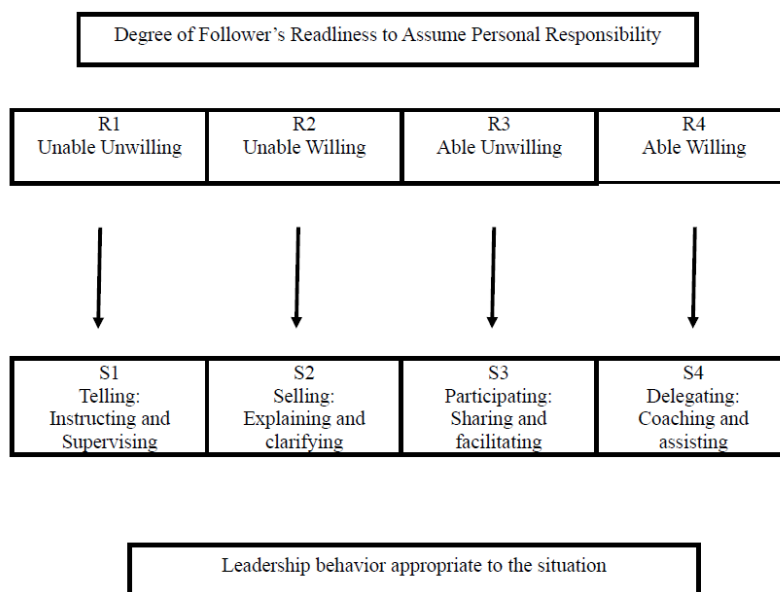 Degree of Follower’s Readliness to Assume Personal Responsibility
R1
Unable Unwilling
R2
Unable Willing
R3
Able Unwilling
R4
Able Willing
S1
Telling:
Instructing and
Supervising
S2
Selling:
Explaining and
clarifying
S3
Participating:
Sharing and
facilitating
S4
Delegating:
Coaching and
assisting
Leadership behavior appropriate to the situation